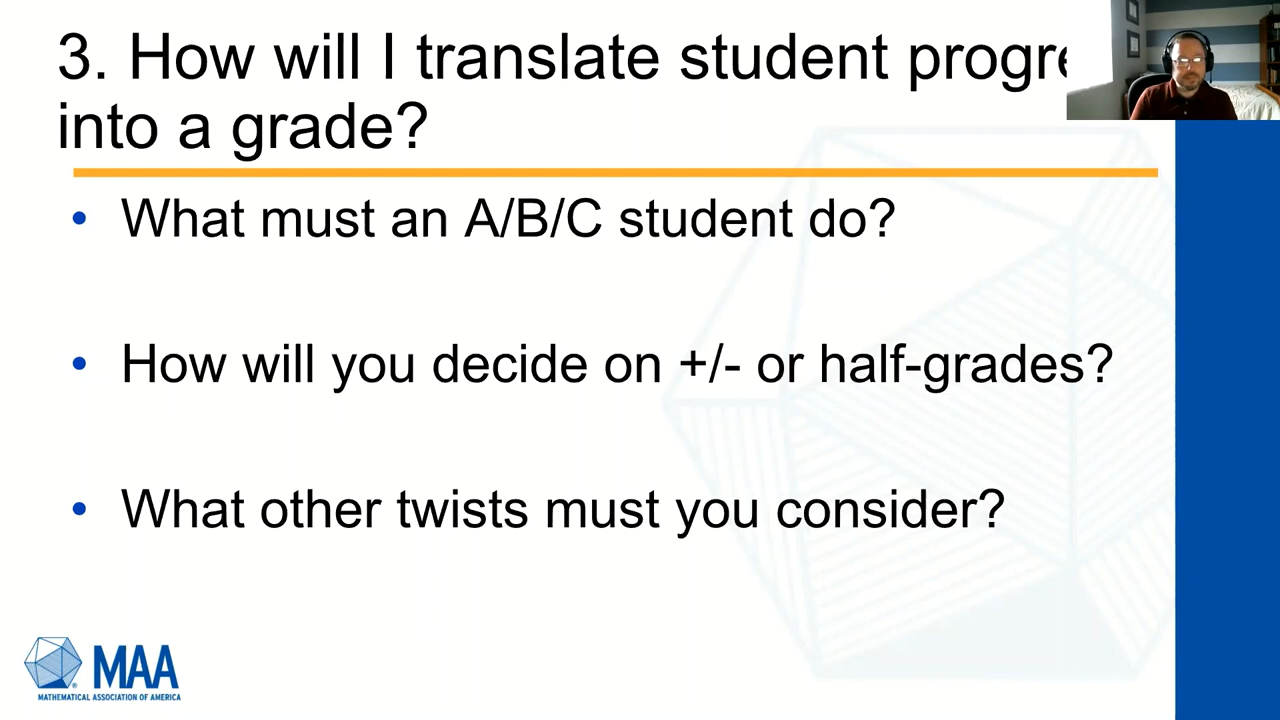 3. How will I translate student progre
into a grade?
• What must an A/B/C student do?
• How will you decide on +/- or half-grades?
• What other twists must you consider?
MAA
MATHEMATICAL ASSOCIATION OF AMERICA